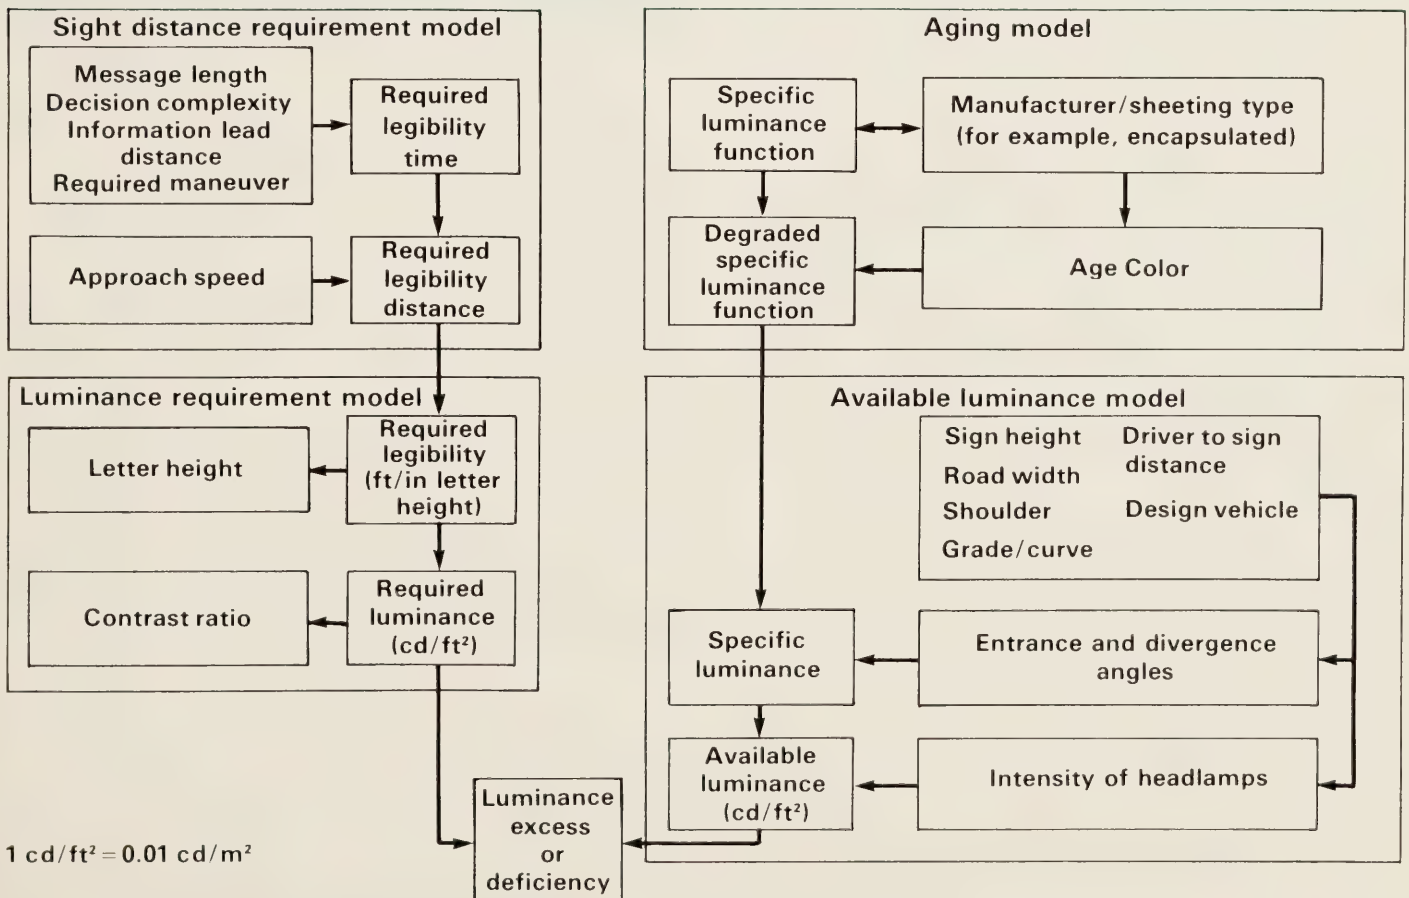 Sight distance requirement model
Message length
Decision complexity
Information lead
distance
Required maneuver
Required
legibility
time
Approach speed
Required
legibility
distance
Luminance requirement model
Letter height
Required
legibility
(ft/in letter
height)
Contrast ratio
Required
luminance
(cd/ft²)
Aging model
Specific
luminance
function
Manufacturer/sheeting type
(for example, encapsulated)
Degraded
specific
luminance
function
Age Color
Available luminance model
Sign height
Road width
Shoulder
Grade/curve
Driver to sign
distance
Design vehicle
Specific
luminance
Entrance and divergence
angles
Available
luminance
(cd/ft²)
Intensity of headlamps
Luminance
excess
or
deficiency
1 cd/ft² = 0.01 cd/m²